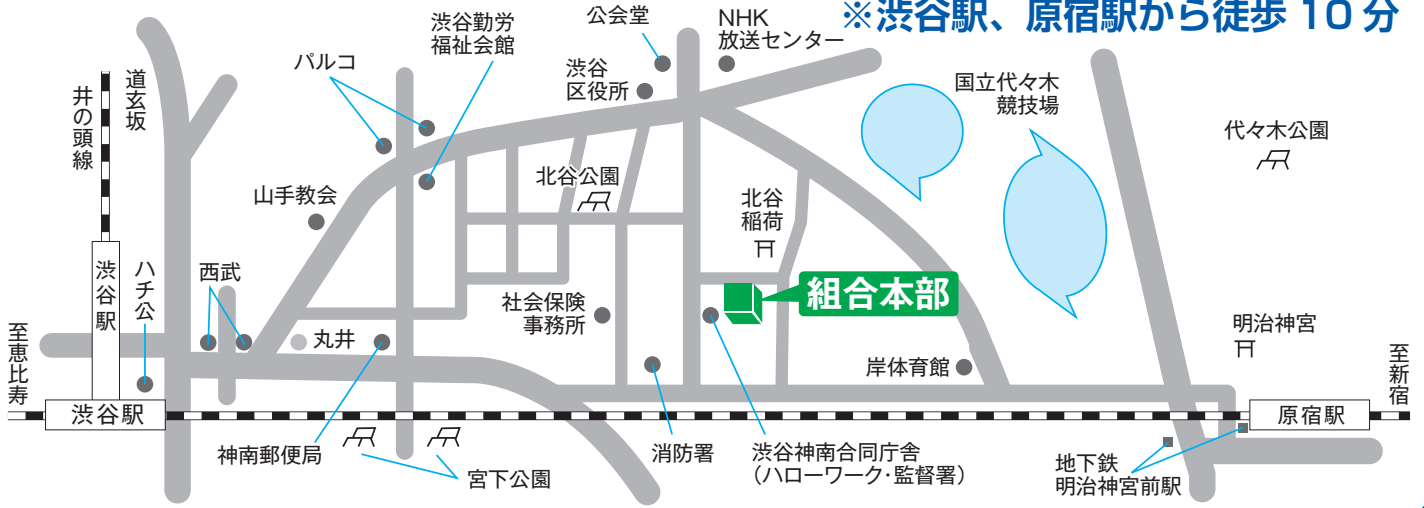 ※渋谷駅、原宿駅から徒歩 10 分
渋谷勤労
福祉会館
公会堂
NHK
放送センター
パルコ
道玄坂
井の頭線
渋谷
区役所
国立代々木
競技場
代々木公園
北谷公園
山手教会
北谷
稲荷
渋谷駅
ハチ公
西武
組合本部
社会保険
事務所
至恵比寿
丸井
岸体育館
明治神宮
至新宿
渋谷駅
原宿駅
神南郵便局
宮下公園
消防署
渋谷神南合同庁舎
(ハローワーク・監督署)
地下鉄
明治神宮前駅